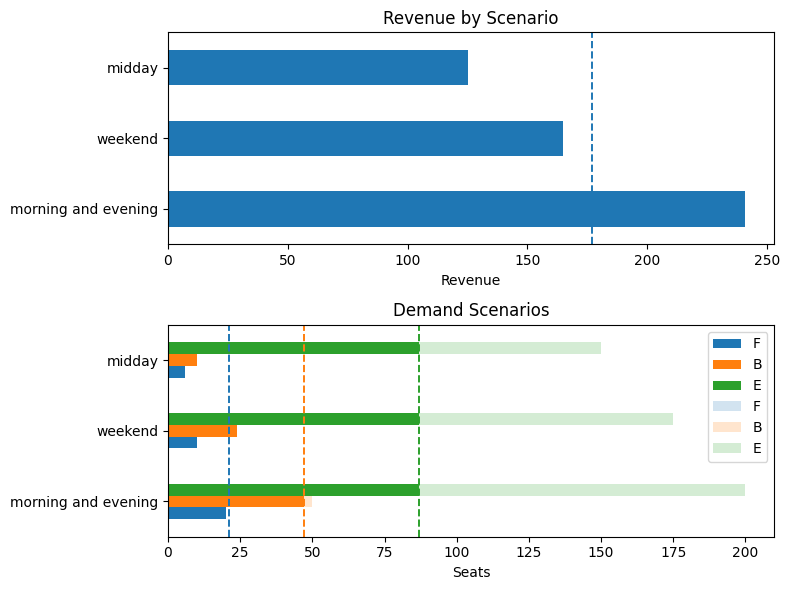 Revenue by Scenario
midday
weekend
morning and evening
0 50 100 150 200 250
Revenue
Demand Scenarios
midday
weekend
morning and evening
F
B
E
F
B
E
0 25 50 75 100 125 150 175 200
Seats